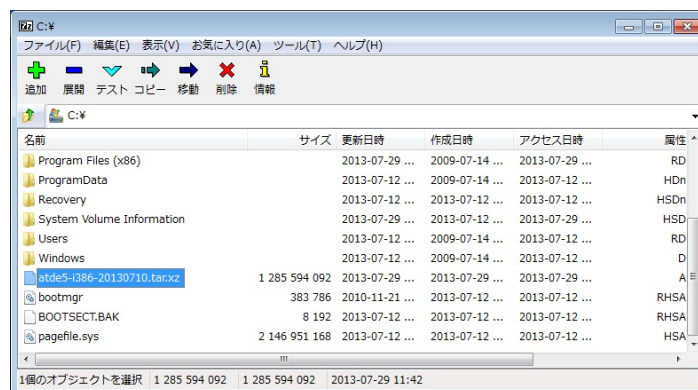 C:¥
ファイル(F) 編集(E) 表示(V) お気に入り(A) ツール(T) ヘルプ(H)
追加 展開 テスト コピー 移動 削除 情報
C:¥
名前 サイズ 更新日時 作成日時 アクセス日時 属性
Program Files (x86) 2013-07-29 ... 2009-07-14 ... 2013-07-29 ... RD
ProgramData 2013-07-12 ... 2009-07-14 ... 2013-07-12 ... HDn
Recovery 2013-07-12 ... 2013-07-12 ... 2013-07-12 ... HSDn
System Volume Information 2013-07-29 ... 2013-07-12 ... 2013-07-29 ... HSD
Users 2013-07-12 ... 2009-07-14 ... 2013-07-12 ... RD
Windows 2013-07-12 ... 2009-07-14 ... 2013-07-12 ... D
atde5-i386-20130710.tar.xz 1 285 594 092 2013-07-29 ... 2013-07-29 ... 2013-07-29 ... A
bootmgr 383 786 2010-11-21 ... 2013-07-12 ... 2013-07-12 ... RHSA
BOOTSECT.BAK 8 192 2013-07-12 ... 2013-07-12 ... 2013-07-12 ... RHSA
pagefile.sys 2 146 951 168 2013-07-12 ... 2013-07-12 ... 2013-07-12 ... HSA
1個のオブジェクトを選択 1 285 594 092 1 285 594 092 2013-07-29 11:42